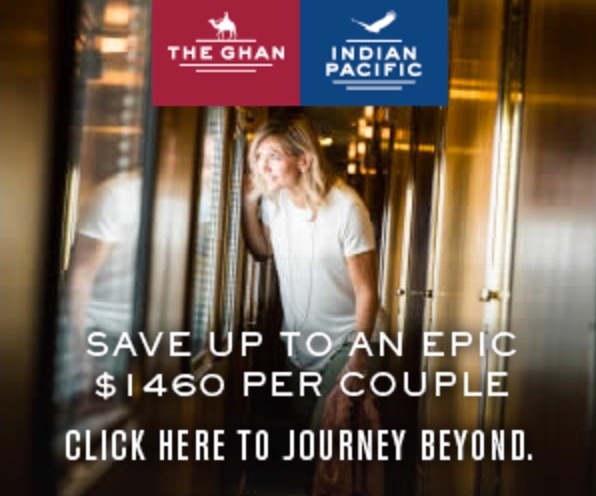 THE GHAN
INDIAN
PACIFIC
SAVE UP TO AN EPIC
$1460 PER COUPLE
CLICK HERE TO JOURNEY BEYOND.